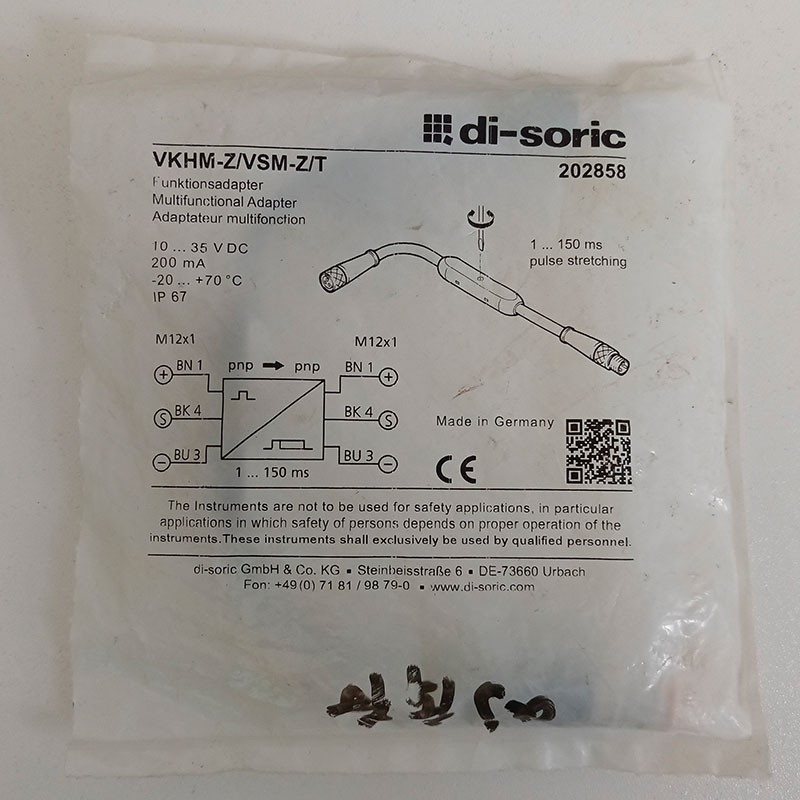 di-soric
VKHM-Z/VSM-Z/T
202858
Funktionsadapter
Multifunctional Adapter
Adaptateur multifonction
10 ... 35 V DC
200 mA
-20 ... +70 °C
IP 67
1 ... 150 ms
pulse stretching
M12x1
M12x1
BN 1 pnp ➡ pnp BN 1
+ +
BK 4 BK 4
S S
BU 3 BU 3
- -
1 ... 150 ms
Made in Germany
CE
The Instruments are not to be used for safety applications, in particular
applications in which safety of persons depends on proper operation of the
instruments.These instruments shall exclusively be used by qualified personnel.
di-soric GmbH & Co. KG ▪ Steinbeisstraße 6 ▪ DE-73660 Urbach
Fon: +49(0) 71 81 / 98 79-0 ▪ www.di-soric.com